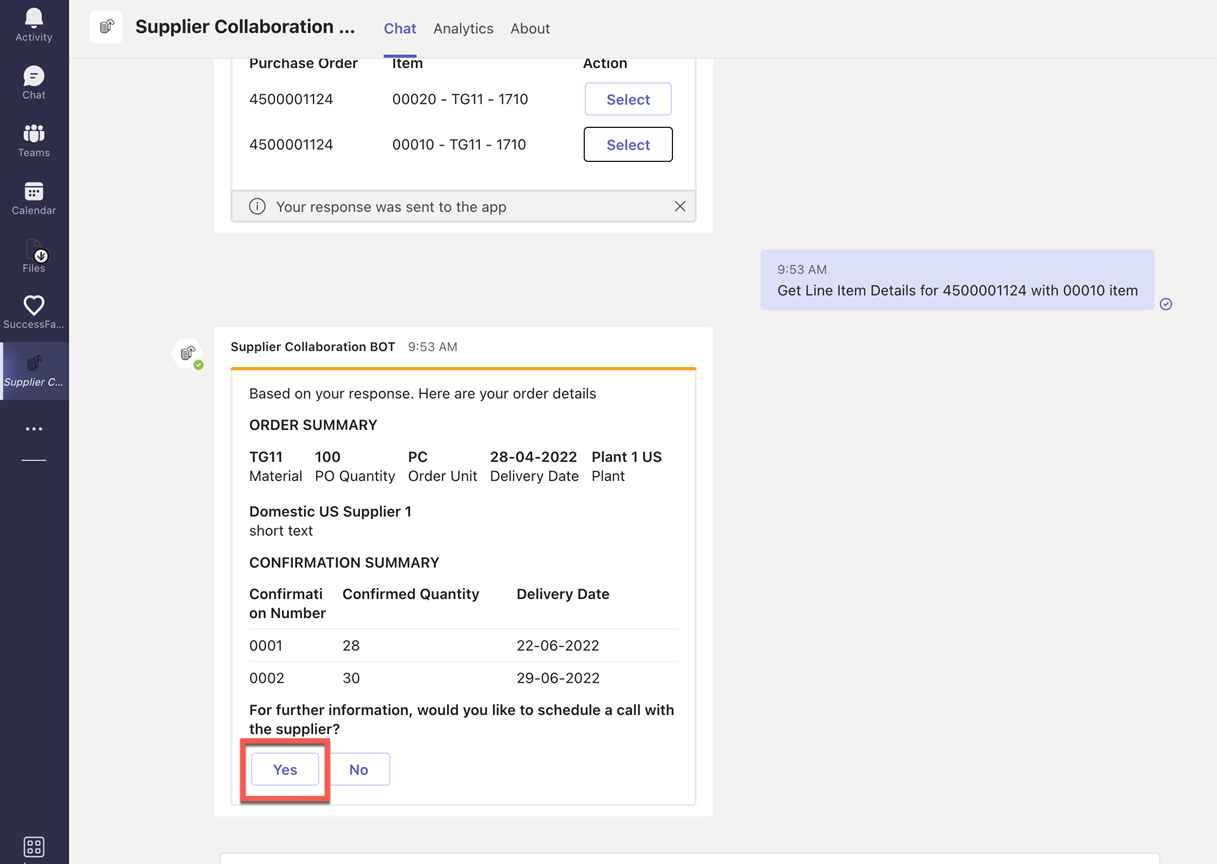 Activity
Chat
Teams
Calendar
Files
SuccessFa...
Supplier C...
Supplier Collaboration ... Chat Analytics About
Purchase Order Item Action
4500001124 00020 - TG11 - 1710 Select
4500001124 00010 - TG11 - 1710 Select
Your response was sent to the app
9:53 AM
Get Line Item Details for 4500001124 with 00010 item
Supplier Collaboration BOT 9:53 AM
Based on your response. Here are your order details
ORDER SUMMARY
TG11 100 PC 28-04-2022 Plant 1 US
Material PO Quantity Order Unit Delivery Date Plant
Domestic US Supplier 1
short text
CONFIRMATION SUMMARY
Confirmati Confirmed Quantity Delivery Date
on Number
0001 28 22-06-2022
0002 30 29-06-2022
For further information, would you like to schedule a call with
the supplier?
Yes No